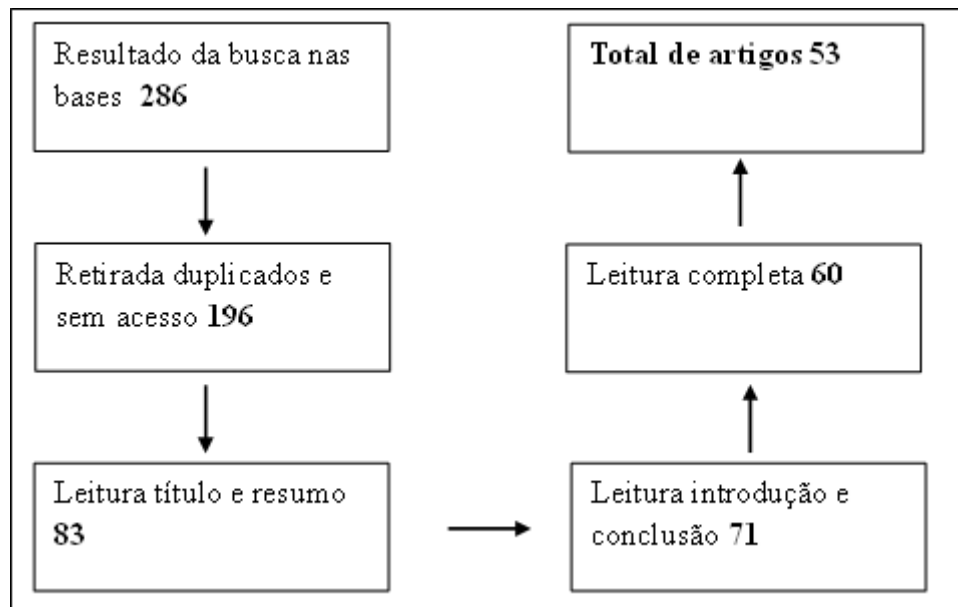 Resultado da busca nas
bases 286
Retirada duplicados e
sem acesso 196
Leitura título e resumo
83
Leitura introdução e
conclusão 71
Leitura completa 60
Total de artigos 53